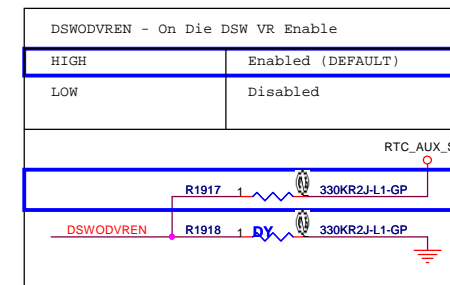 DSWODVREN - On Die DSW VR Enable
HIGH Enabled (DEFAULT)
LOW Disabled
RTC_AUX_S
R1917 1 330KR2J-L1-GP
DSWODVREN R1918 1 DY 330KR2J-L1-GP